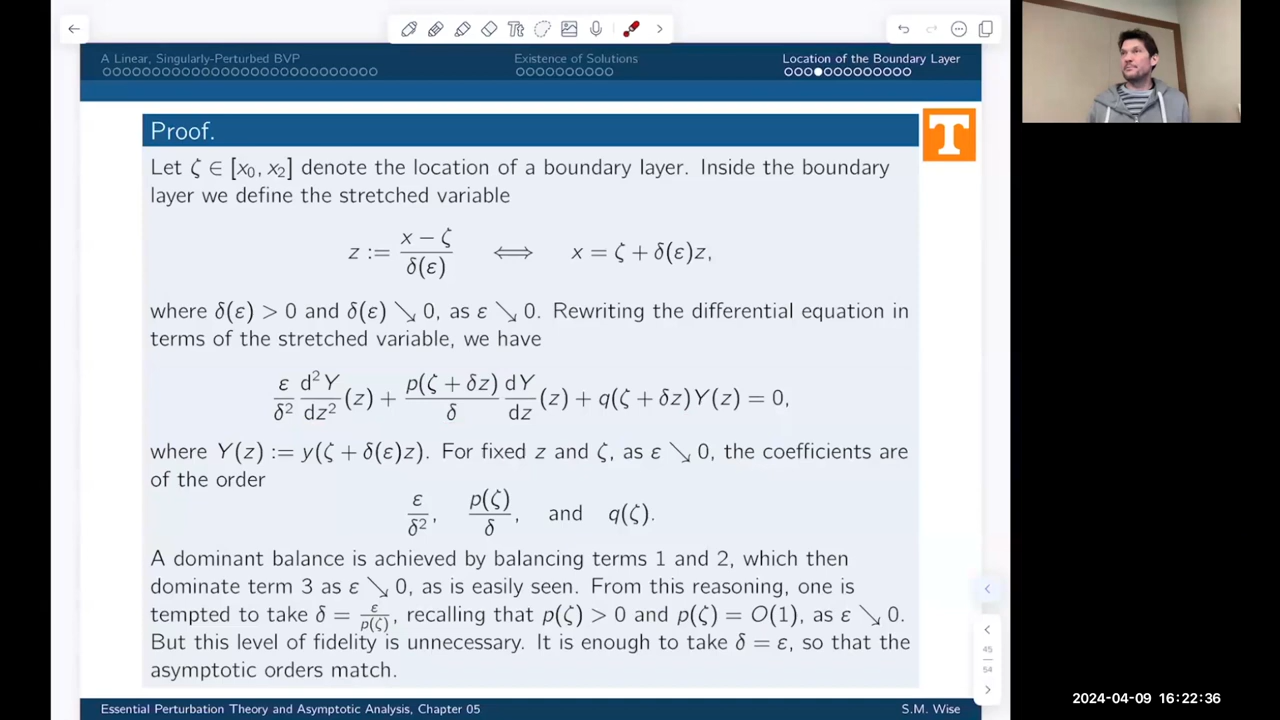 A Linear, Singularly-Perturbed BVP
Existence of Solutions
Location of the Boundary Layer
Proof.
T
Let ζ ∈ [x₀, x₂] denote the location of a boundary layer. Inside the boundary
layer we define the stretched variable
z := (x − ζ)/δ(ε) ⟺ x = ζ + δ(ε)z,
where δ(ε) > 0 and δ(ε) ↘ 0, as ε ↘ 0. Rewriting the differential equation in
terms of the stretched variable, we have
ε/δ² d²Y/dz² (z) + p(ζ + δz)/δ dY/dz (z) + q(ζ + δz)Y(z) = 0,
where Y(z) := y(ζ + δ(ε)z). For fixed z and ζ, as ε ↘ 0, the coefficients are
of the order
ε/δ², p(ζ)/δ, and q(ζ).
A dominant balance is achieved by balancing terms 1 and 2, which then
dominate term 3 as ε ↘ 0, as is easily seen. From this reasoning, one is
tempted to take δ = ε/p(ζ), recalling that p(ζ) > 0 and p(ζ) = O(1), as ε ↘ 0.
But this level of fidelity is unnecessary. It is enough to take δ = ε, so that the
asymptotic orders match.
45
54
Essential Perturbation Theory and Asymptotic Analysis, Chapter 05
S.M. Wise
2024-04-09 16:22:36